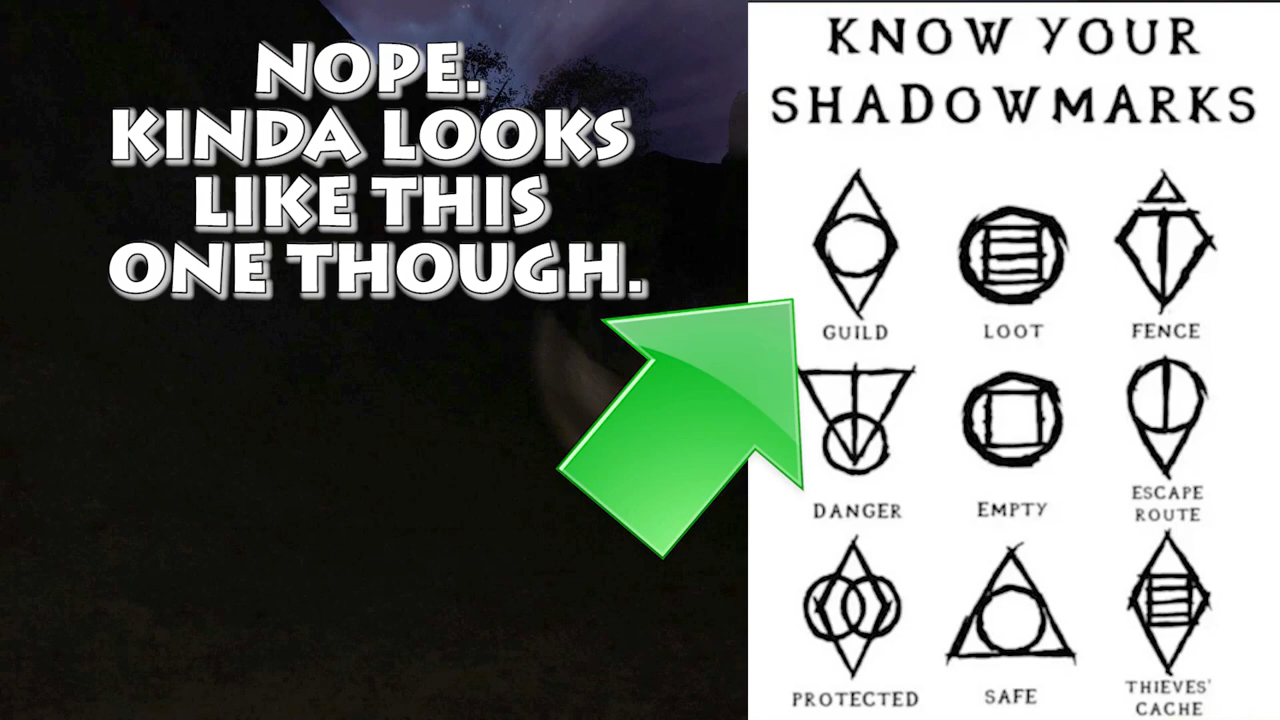 NOPE.
KINDA LOOKS
LIKE THIS
ONE THOUGH.
KNOW YOUR
SHADOWMARKS
GUILD
LOOT
FENCE
DANGER
EMPTY
ESCAPE
ROUTE
PROTECTED
SAFE
THIEVES'
CACHE